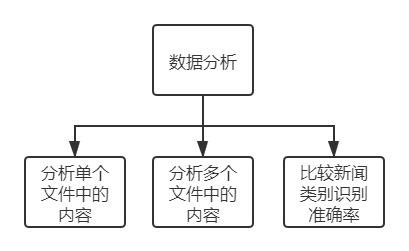 数据分析
分析单个
文件中的
内容
分析多个
文件中的
内容
比较新闻
类别识别
准确率